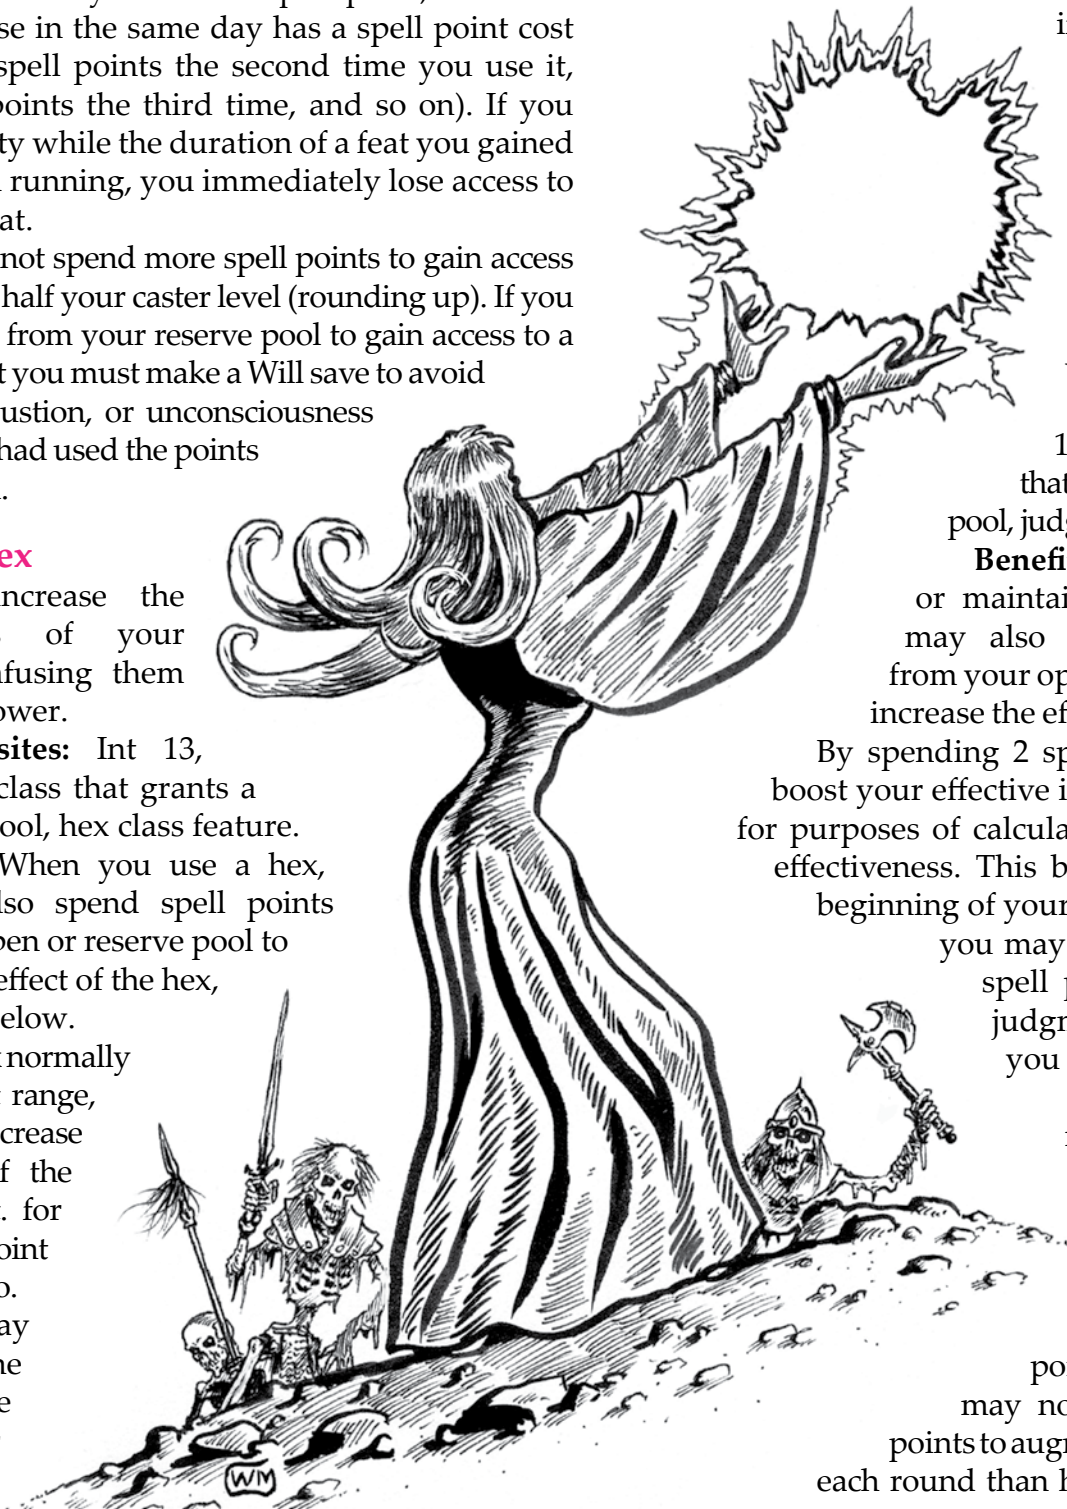 se in the same day has a spell point cost
spell points the second time you use it,
points the third time, and so on). If you
ty while the duration of a feat you gained
running, you immediately lose access to
at.
not spend more spell points to gain access
half your caster level (rounding up). If you
from your reserve pool to gain access to a
t you must make a Will save to avoid
ustion, or unconsciousness
had used the points
.
ex
increase the
of your
nfusing them
ower.
sites: Int 13,
class that grants a
ool, hex class feature.
When you use a hex,
lso spend spell points
pen or reserve pool to
effect of the hex,
elow.
normally
range,
crease
f the
. for
oint
o.
ay
ne
e
WM
1
that
pool, judg
Benefi
or maintai
may also
from your op
increase the ef
By spending 2 sp
boost your effective i
for purposes of calcula
effectiveness. This b
beginning of your
you may
spell p
judgr
you
por
may no
points to augr
each round than h